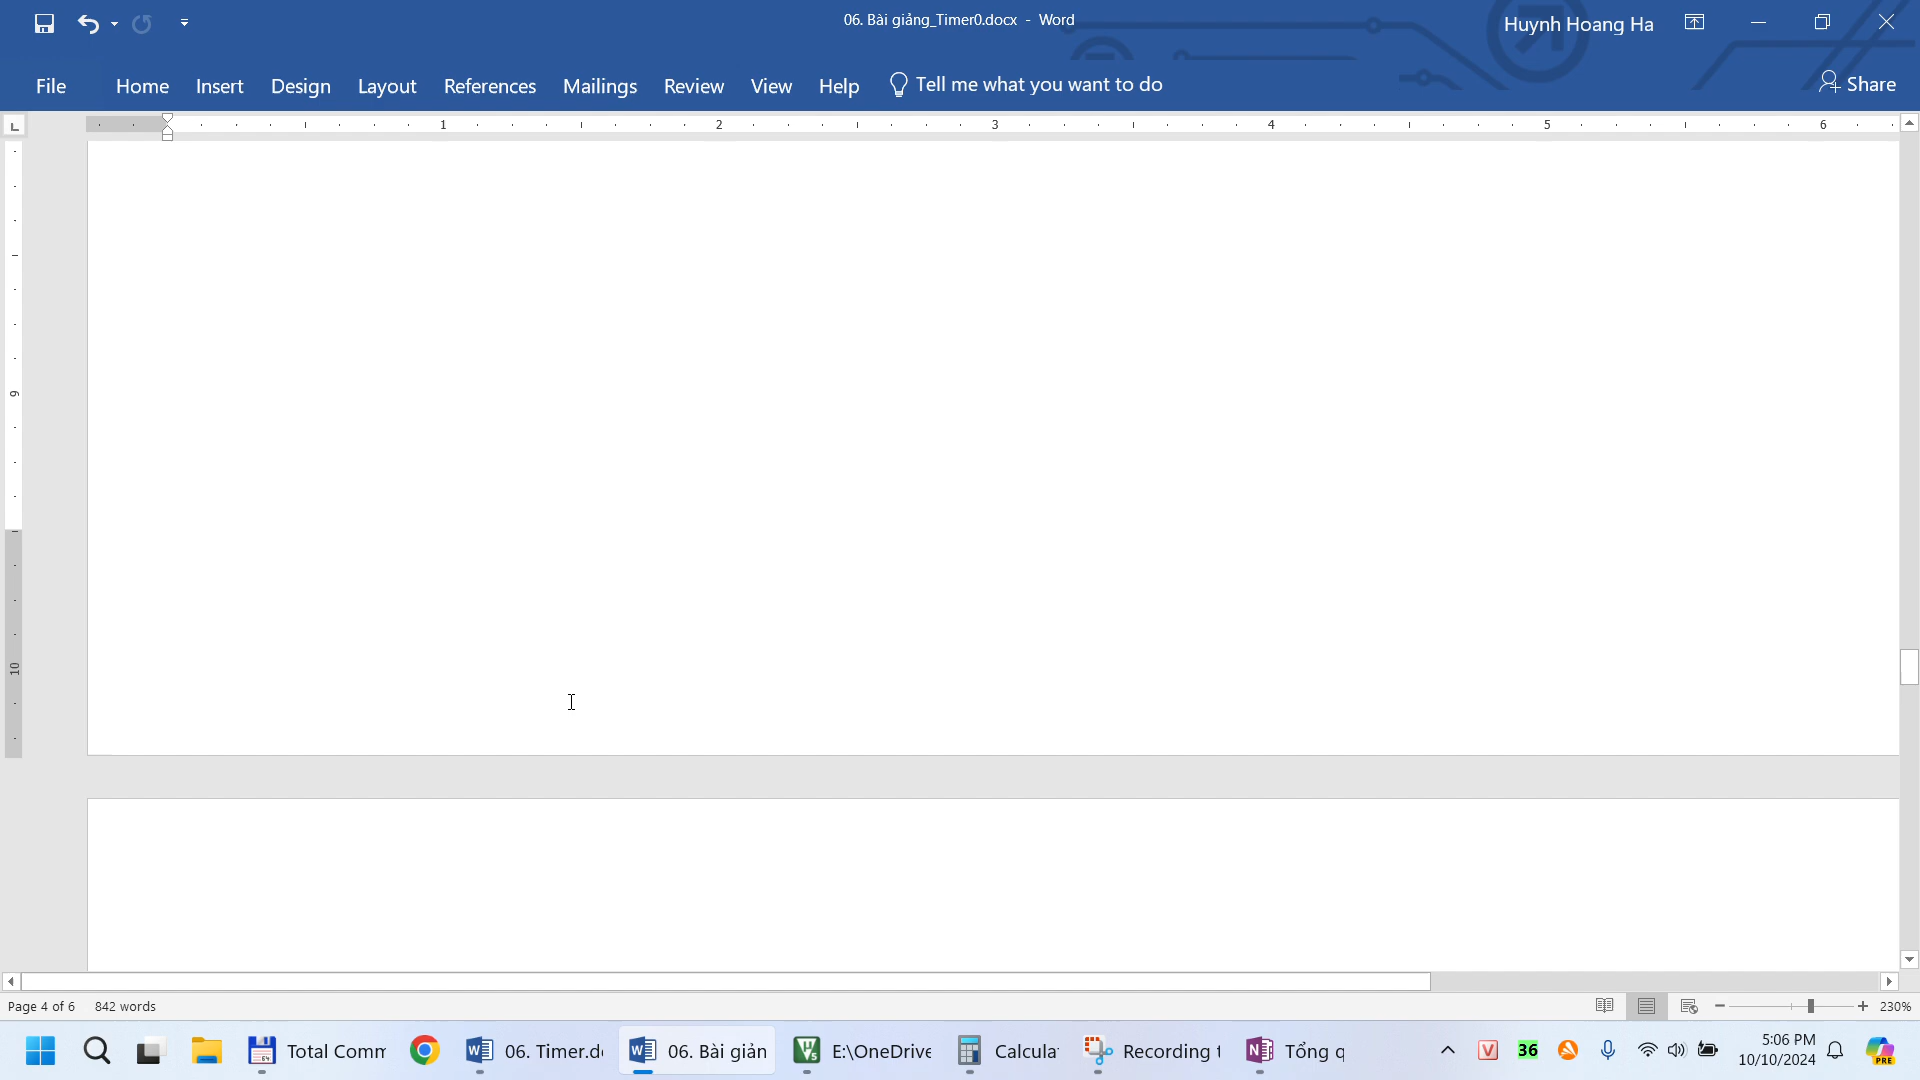 06. Bài giảng_Timer0.docx - Word
Huynh Hoang Ha
File Home Insert Design Layout References Mailings Review View Help Tell me what you want to do Share
L 1 2 3 4 5 6
9
10
Page 4 of 6 842 words 230%
Total Comm 06. Timer.d 06. Bài giản E:\OneDrive Calcula Recording t Tổng q V 36 5:06 PM
10/10/2024
PRE